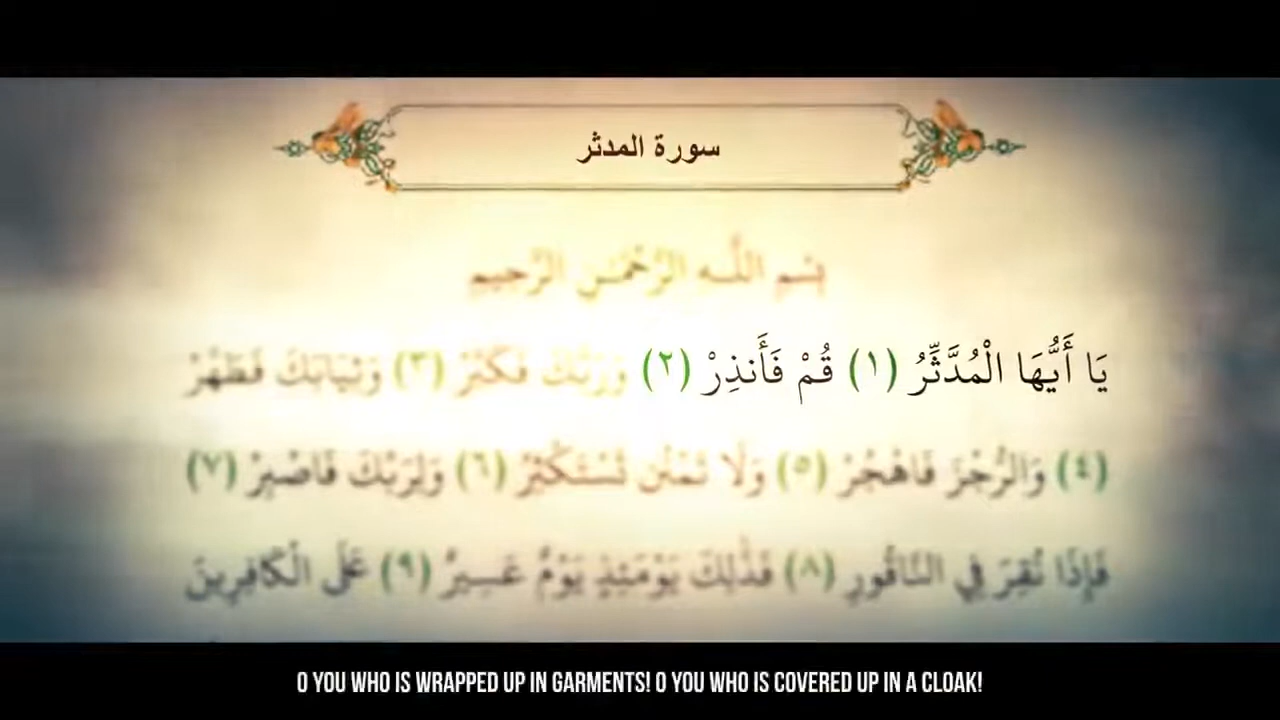 سورة المدثر
بِسْمِ اللَّـهِ الرَّحْمَـٰنِ الرَّحِيمِ
يَا أَيُّهَا الْمُدَّثِّرُ ﴿١﴾ قُمْ فَأَنذِرْ ﴿٢﴾ وَرَبَّكَ فَكَبِّرْ ﴿٣﴾ وَثِيَابَكَ فَطَهِّرْ
﴿٤﴾ وَالرُّجْزَ فَاهْجُرْ ﴿٥﴾ وَلَا تَمْنُن تَسْتَكْثِرُ ﴿٦﴾ وَلِرَبِّكَ فَاصْبِرْ ﴿٧﴾
فَإِذَا نُقِرَ فِي النَّاقُورِ ﴿٨﴾ فَذَٰلِكَ يَوْمَئِذٍ يَوْمٌ عَسِيرٌ ﴿٩﴾ عَلَى الْكَافِرِينَ
O YOU WHO IS WRAPPED UP IN GARMENTS! O YOU WHO IS COVERED UP IN A CLOAK!